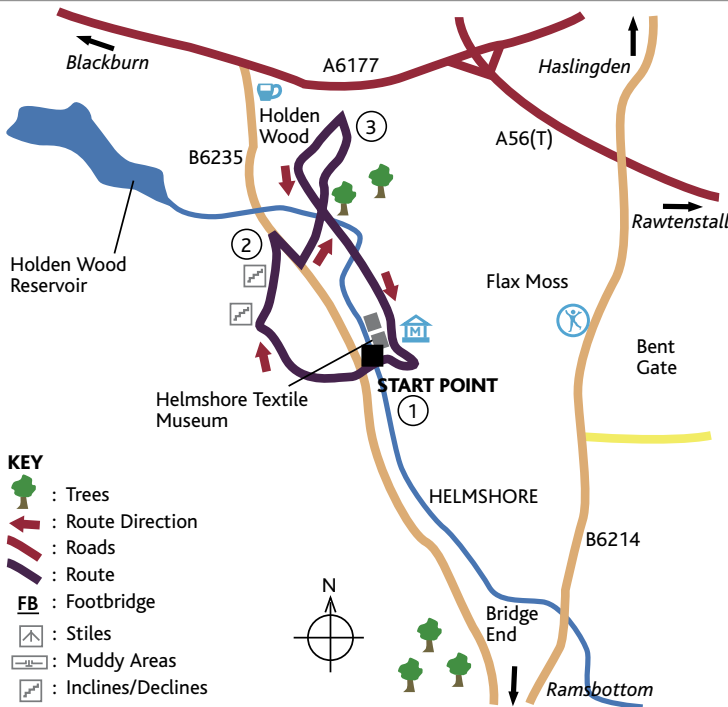 Blackburn
A6177
Haslingden
Holden
Wood
3
A56(T)
B6235
Rawtenstall
2
Holden Wood
Reservoir
Flax Moss
M
Bent
Gate
START POINT
Helmshore Textile
Museum
1
KEY
: Trees
: Route Direction
: Roads
: Route
FB : Footbridge
: Stiles
: Muddy Areas
: Inclines/Declines
HELMSHORE
B6214
N
Bridge
End
Ramsbottom